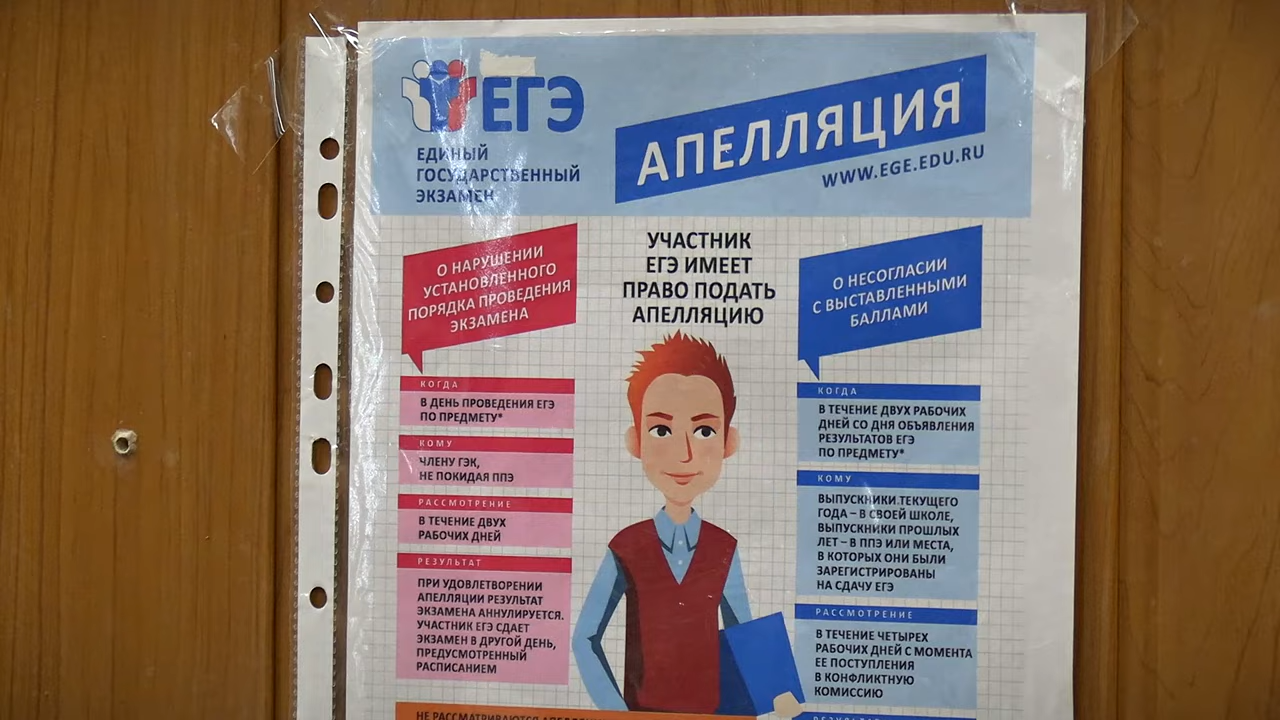 ЕГЭ
ЕДИНЫЙ
ГОСУДАРСТВЕННЫЙ
ЭКЗАМЕН
АПЕЛЛЯЦИЯ
WWW.EGE.EDU.RU
УЧАСТНИК
ЕГЭ ИМЕЕТ
ПРАВО ПОДАТЬ
АПЕЛЛЯЦИЮ
О НАРУШЕНИИ
УСТАНОВЛЕННОГО
ПОРЯДКА ПРОВЕДЕНИЯ
ЭКЗАМЕНА
КОГДА
В ДЕНЬ ПРОВЕДЕНИЯ ЕГЭ
ПО ПРЕДМЕТУ*
КОМУ
ЧЛЕНУ ГЭК,
НЕ ПОКИДАЯ ППЭ
РАССМОТРЕНИЕ
В ТЕЧЕНИЕ ДВУХ
РАБОЧИХ ДНЕЙ
РЕЗУЛЬТАТ
ПРИ УДОВЛЕТВОРЕНИИ
АПЕЛЛЯЦИИ РЕЗУЛЬТАТ
ЭКЗАМЕНА АННУЛИРУЕТСЯ.
УЧАСТНИК ЕГЭ СДАЕТ
ЭКЗАМЕН В ДРУГОЙ ДЕНЬ,
ПРЕДУСМОТРЕННЫЙ
РАСПИСАНИЕМ
О НЕСОГЛАСИИ
С ВЫСТАВЛЕННЫМИ
БАЛЛАМИ
КОГДА
В ТЕЧЕНИЕ ДВУХ РАБОЧИХ
ДНЕЙ СО ДНЯ ОБЪЯВЛЕНИЯ
РЕЗУЛЬТАТОВ ЕГЭ
ПО ПРЕДМЕТУ*
КОМУ
ВЫПУСКНИКИ ТЕКУЩЕГО
ГОДА – В СВОЕЙ ШКОЛЕ,
ВЫПУСКНИКИ ПРОШЛЫХ
ЛЕТ – В ППЭ ИЛИ МЕСТА,
В КОТОРЫХ ОНИ БЫЛИ
ЗАРЕГИСТРИРОВАНЫ
НА СДАЧУ ЕГЭ
РАССМОТРЕНИЕ
В ТЕЧЕНИЕ ЧЕТЫРЕХ
РАБОЧИХ ДНЕЙ С МОМЕНТА
ЕЕ ПОСТУПЛЕНИЯ
В КОНФЛИКТНУЮ
КОМИССИЮ
НЕ РАССМАТРИВАЮТСЯ